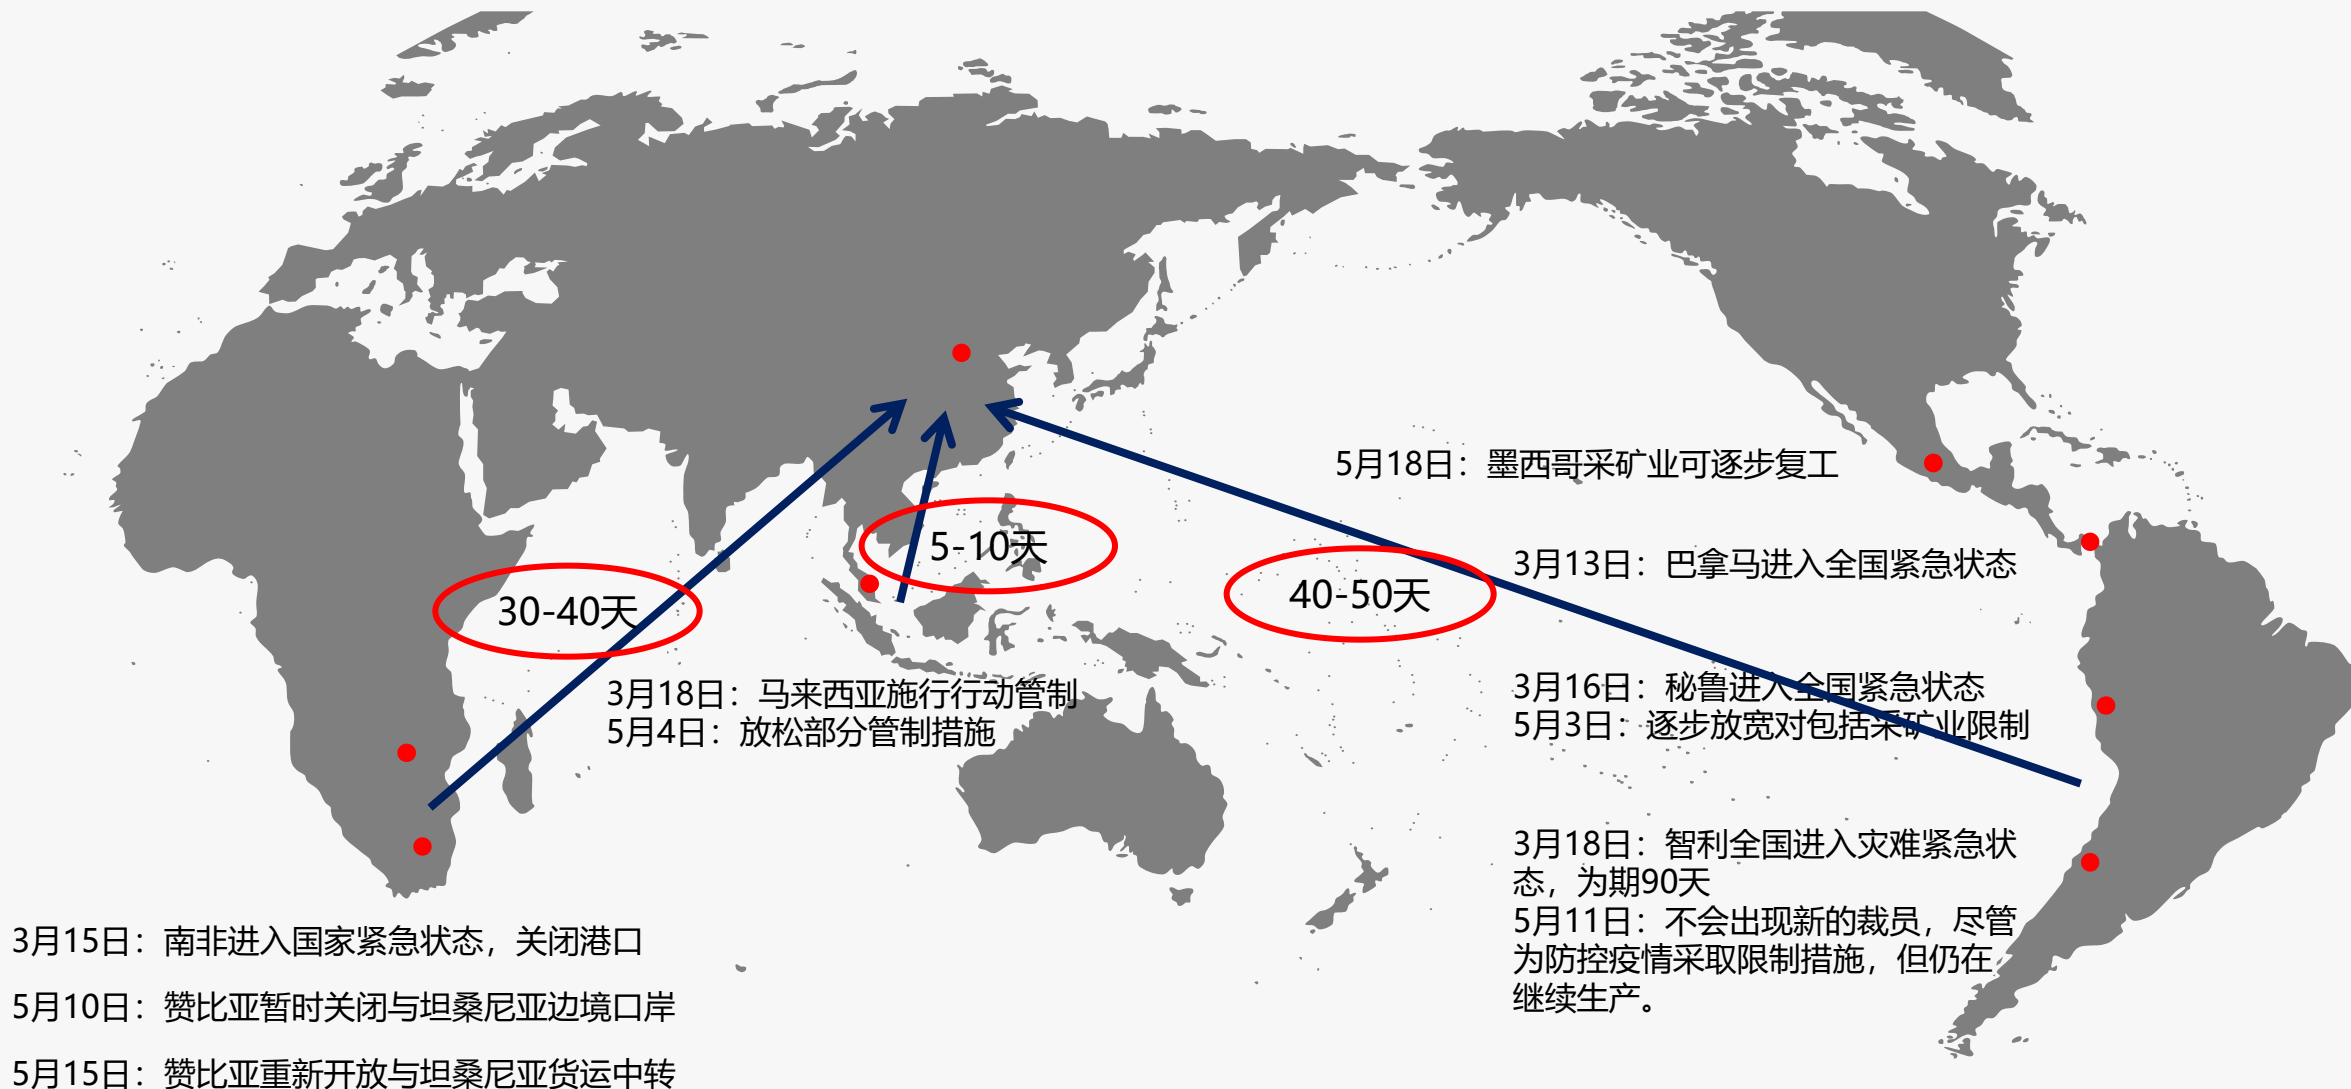 5月18日：墨西哥采矿业可逐步复工
5-10天
3月13日：巴拿马进入全国紧急状态
40-50天
30-40天
3月18日：马来西亚施行行动管制
5月4日：放松部分管制措施
3月16日：秘鲁进入全国紧急状态
5月3日：逐步放宽对包括采矿业限制
3月18日：智利全国进入灾难紧急状
态，为期90天
5月11日：不会出现新的裁员，尽管
为防控疫情采取限制措施，但仍在
继续生产。
3月15日：南非进入国家紧急状态，关闭港口
5月10日：赞比亚暂时关闭与坦桑尼亚边境口岸
5月15日：赞比亚重新开放与坦桑尼亚货运中转